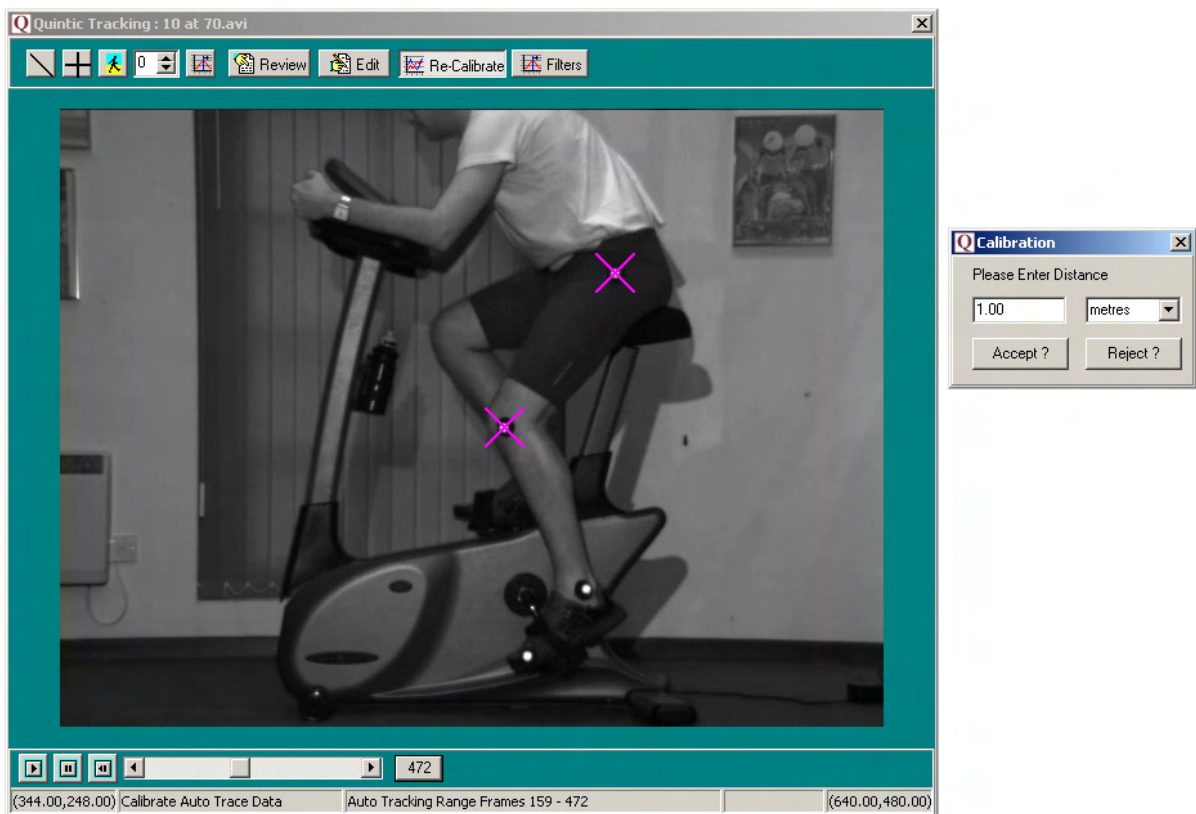 Quintic Tracking : 10 at 70.avi
0 Review Edit Re-Calibrate Filters
Calibration
Please Enter Distance
1.00 metres
Accept ? Reject ?
472
(344.00,248.00) Calibrate Auto Trace Data Auto Tracking Range Frames 159 - 472 (640.00,480.00)